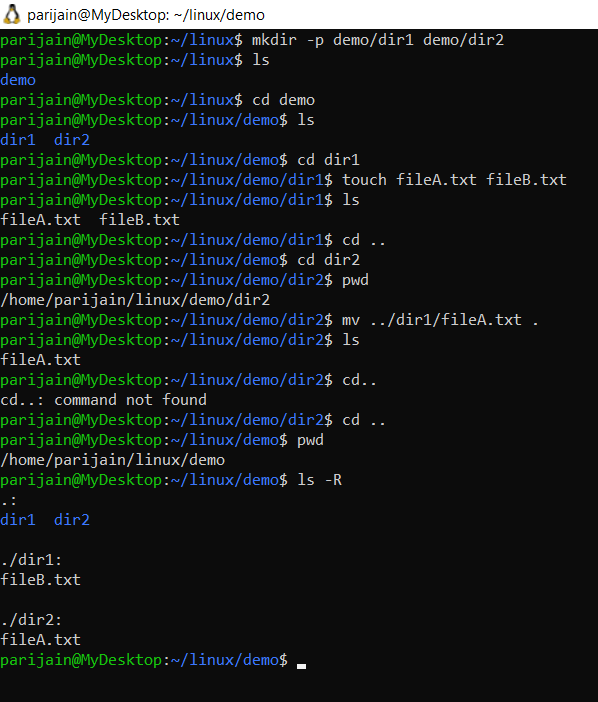 parijain@MyDesktop: ~/linux/demo
parijain@MyDesktop:~/linux$ mkdir -p demo/dir1 demo/dir2
parijain@MyDesktop:~/linux$ ls
demo
parijain@MyDesktop:~/linux$ cd demo
parijain@MyDesktop:~/linux/demo$ ls
dir1  dir2
parijain@MyDesktop:~/linux/demo$ cd dir1
parijain@MyDesktop:~/linux/demo/dir1$ touch fileA.txt fileB.txt
parijain@MyDesktop:~/linux/demo/dir1$ ls
fileA.txt  fileB.txt
parijain@MyDesktop:~/linux/demo/dir1$ cd ..
parijain@MyDesktop:~/linux/demo$ cd dir2
parijain@MyDesktop:~/linux/demo/dir2$ pwd
/home/parijain/linux/demo/dir2
parijain@MyDesktop:~/linux/demo/dir2$ mv ../dir1/fileA.txt .
parijain@MyDesktop:~/linux/demo/dir2$ ls
fileA.txt
parijain@MyDesktop:~/linux/demo/dir2$ cd..
cd..: command not found
parijain@MyDesktop:~/linux/demo/dir2$ cd ..
parijain@MyDesktop:~/linux/demo$ pwd
/home/parijain/linux/demo
parijain@MyDesktop:~/linux/demo$ ls -R
.:
dir1  dir2

./dir1:
fileB.txt

./dir2:
fileA.txt
parijain@MyDesktop:~/linux/demo$